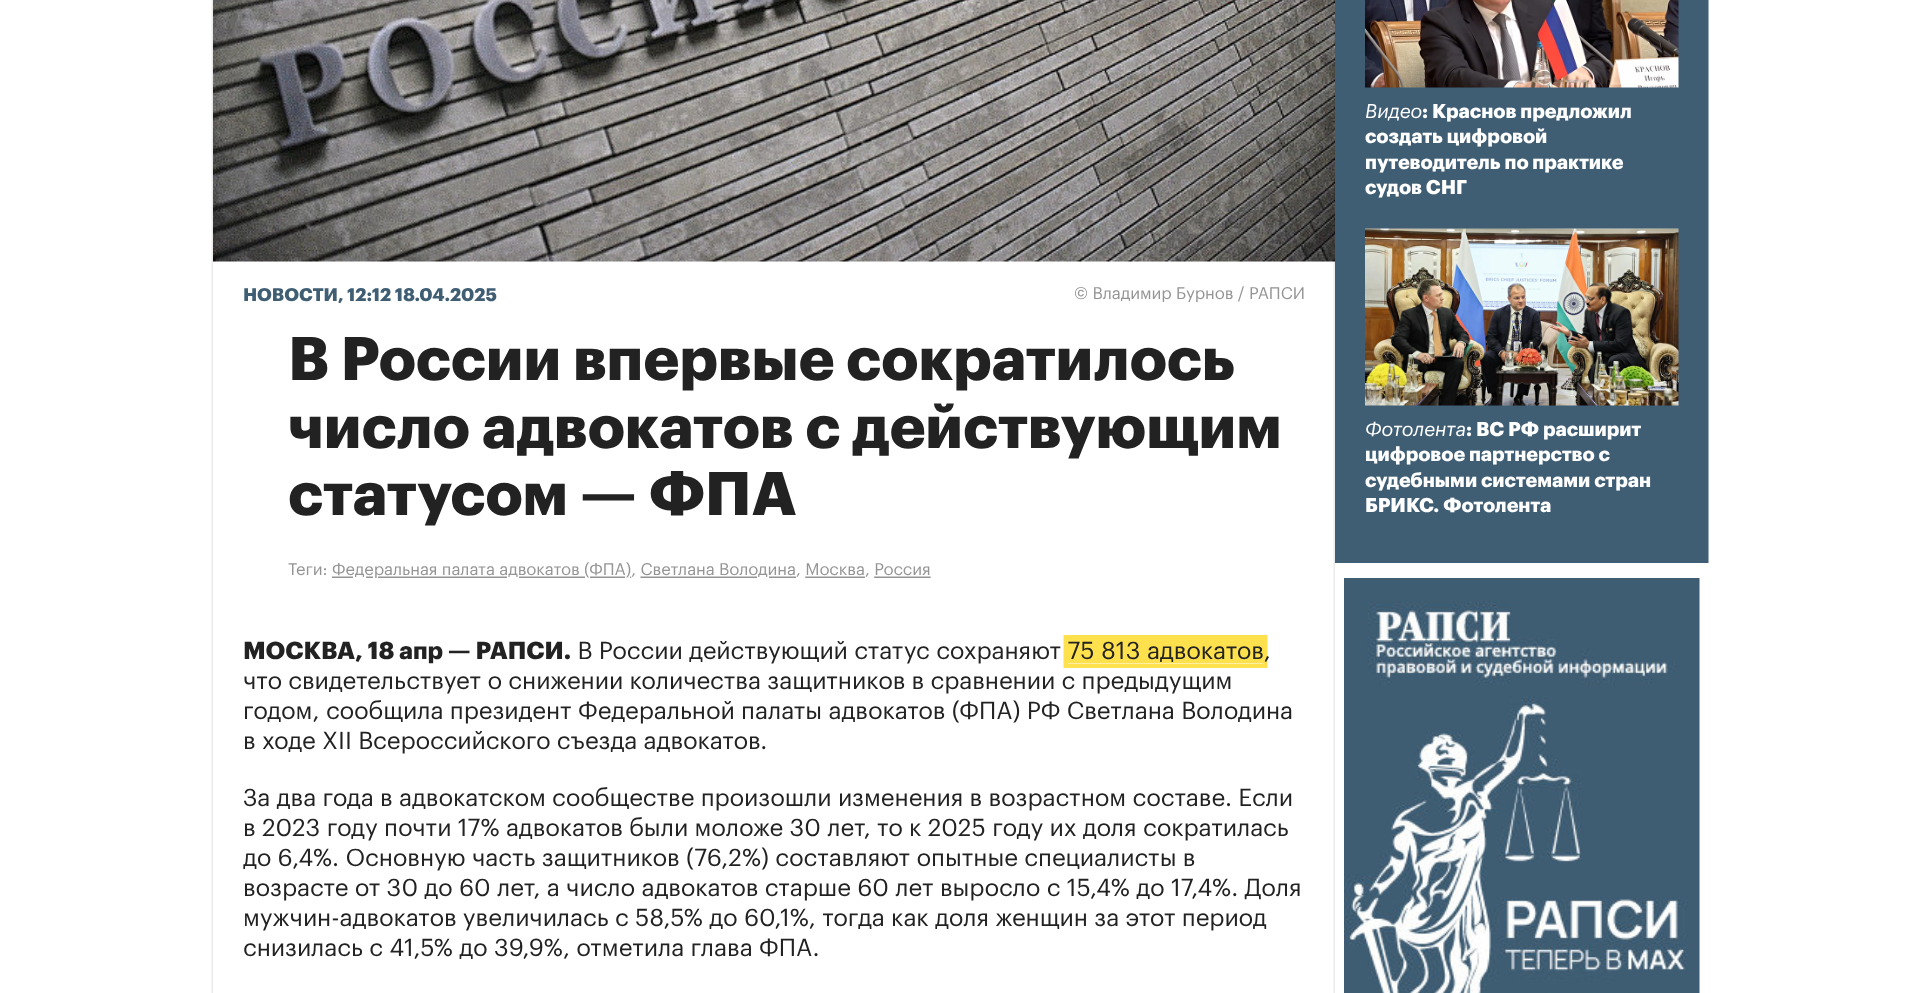 РОССИ
НОВОСТИ, 12:12 18.04.2025
© Владимир Бурнов / РАПСИ
В России впервые сократилось
число адвокатов с действующим
статусом — ФПА
Теги: Федеральная палата адвокатов (ФПА), Светлана Володина, Москва, Россия
МОСКВА, 18 апр — РАПСИ. В России действующий статус сохраняют 75 813 адвокатов,
что свидетельствует о снижении количества защитников в сравнении с предыдущим
годом, сообщила президент Федеральной палаты адвокатов (ФПА) РФ Светлана Володина
в ходе XII Всероссийского съезда адвокатов.
За два года в адвокатском сообществе произошли изменения в возрастном составе. Если
в 2023 году почти 17% адвокатов были моложе 30 лет, то к 2025 году их доля сократилась
до 6,4%. Основную часть защитников (76,2%) составляют опытные специалисты в
возрасте от 30 до 60 лет, а число адвокатов старше 60 лет выросло с 15,4% до 17,4%. Доля
мужчин-адвокатов увеличилась с 58,5% до 60,1%, тогда как доля женщин за этот период
снизилась с 41,5% до 39,9%, отметила глава ФПА.
КРАСНОВ
Игорь
Видео: Краснов предложил
создать цифровой
путеводитель по практике
судов СНГ
BRICS CHIEF JUSTICES' FORUM
Фотолента: ВС РФ расширит
цифровое партнерство с
судебными системами стран
БРИКС. Фотолента
РАПСИ
Российское агентство
правовой и судебной информации
РАПСИ
ТЕПЕРЬ В MAX